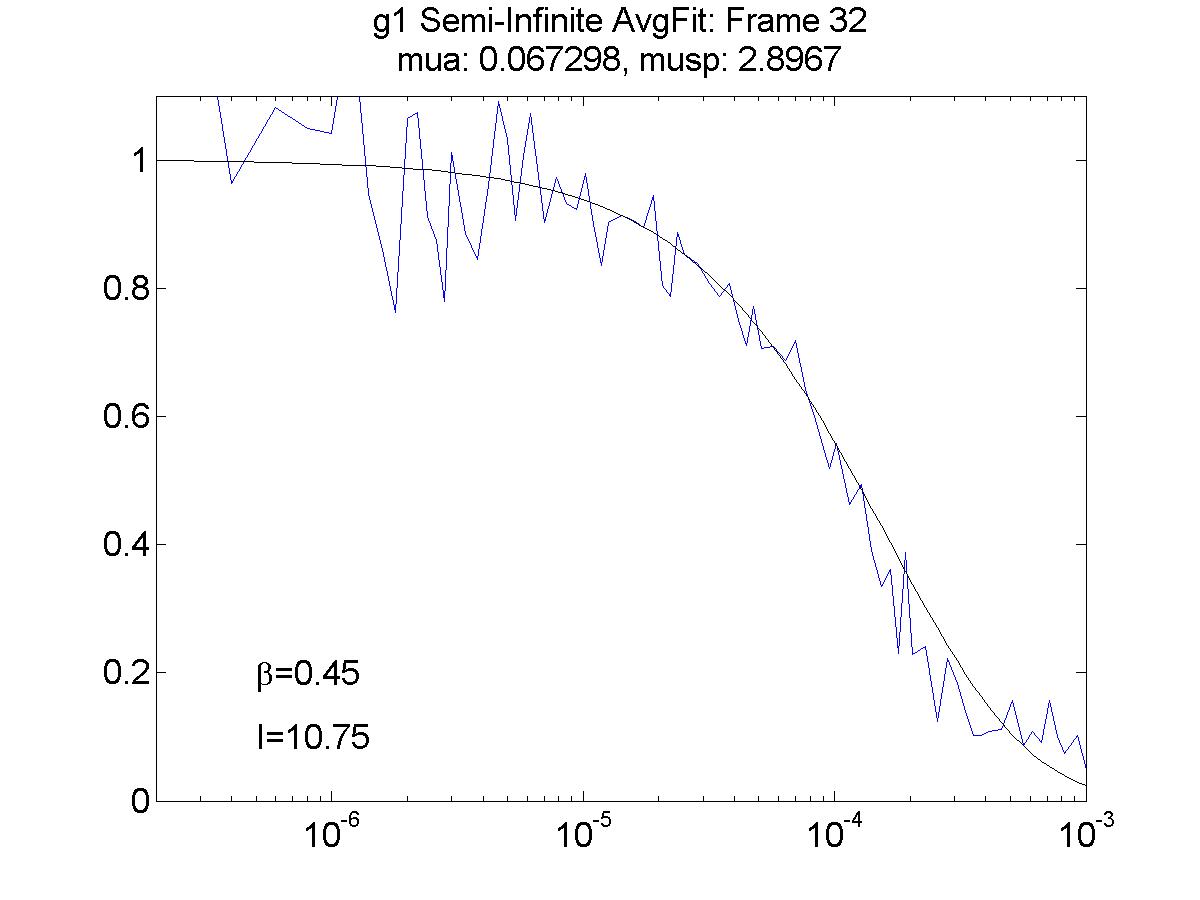 g1 Semi-Infinite AvgFit: Frame 32
mua: 0.067298, musp: 2.8967
1
0.8
0.6
0.4
0.2
0
β=0.45
I=10.75
10^-6
10^-5
10^-4
10^-3